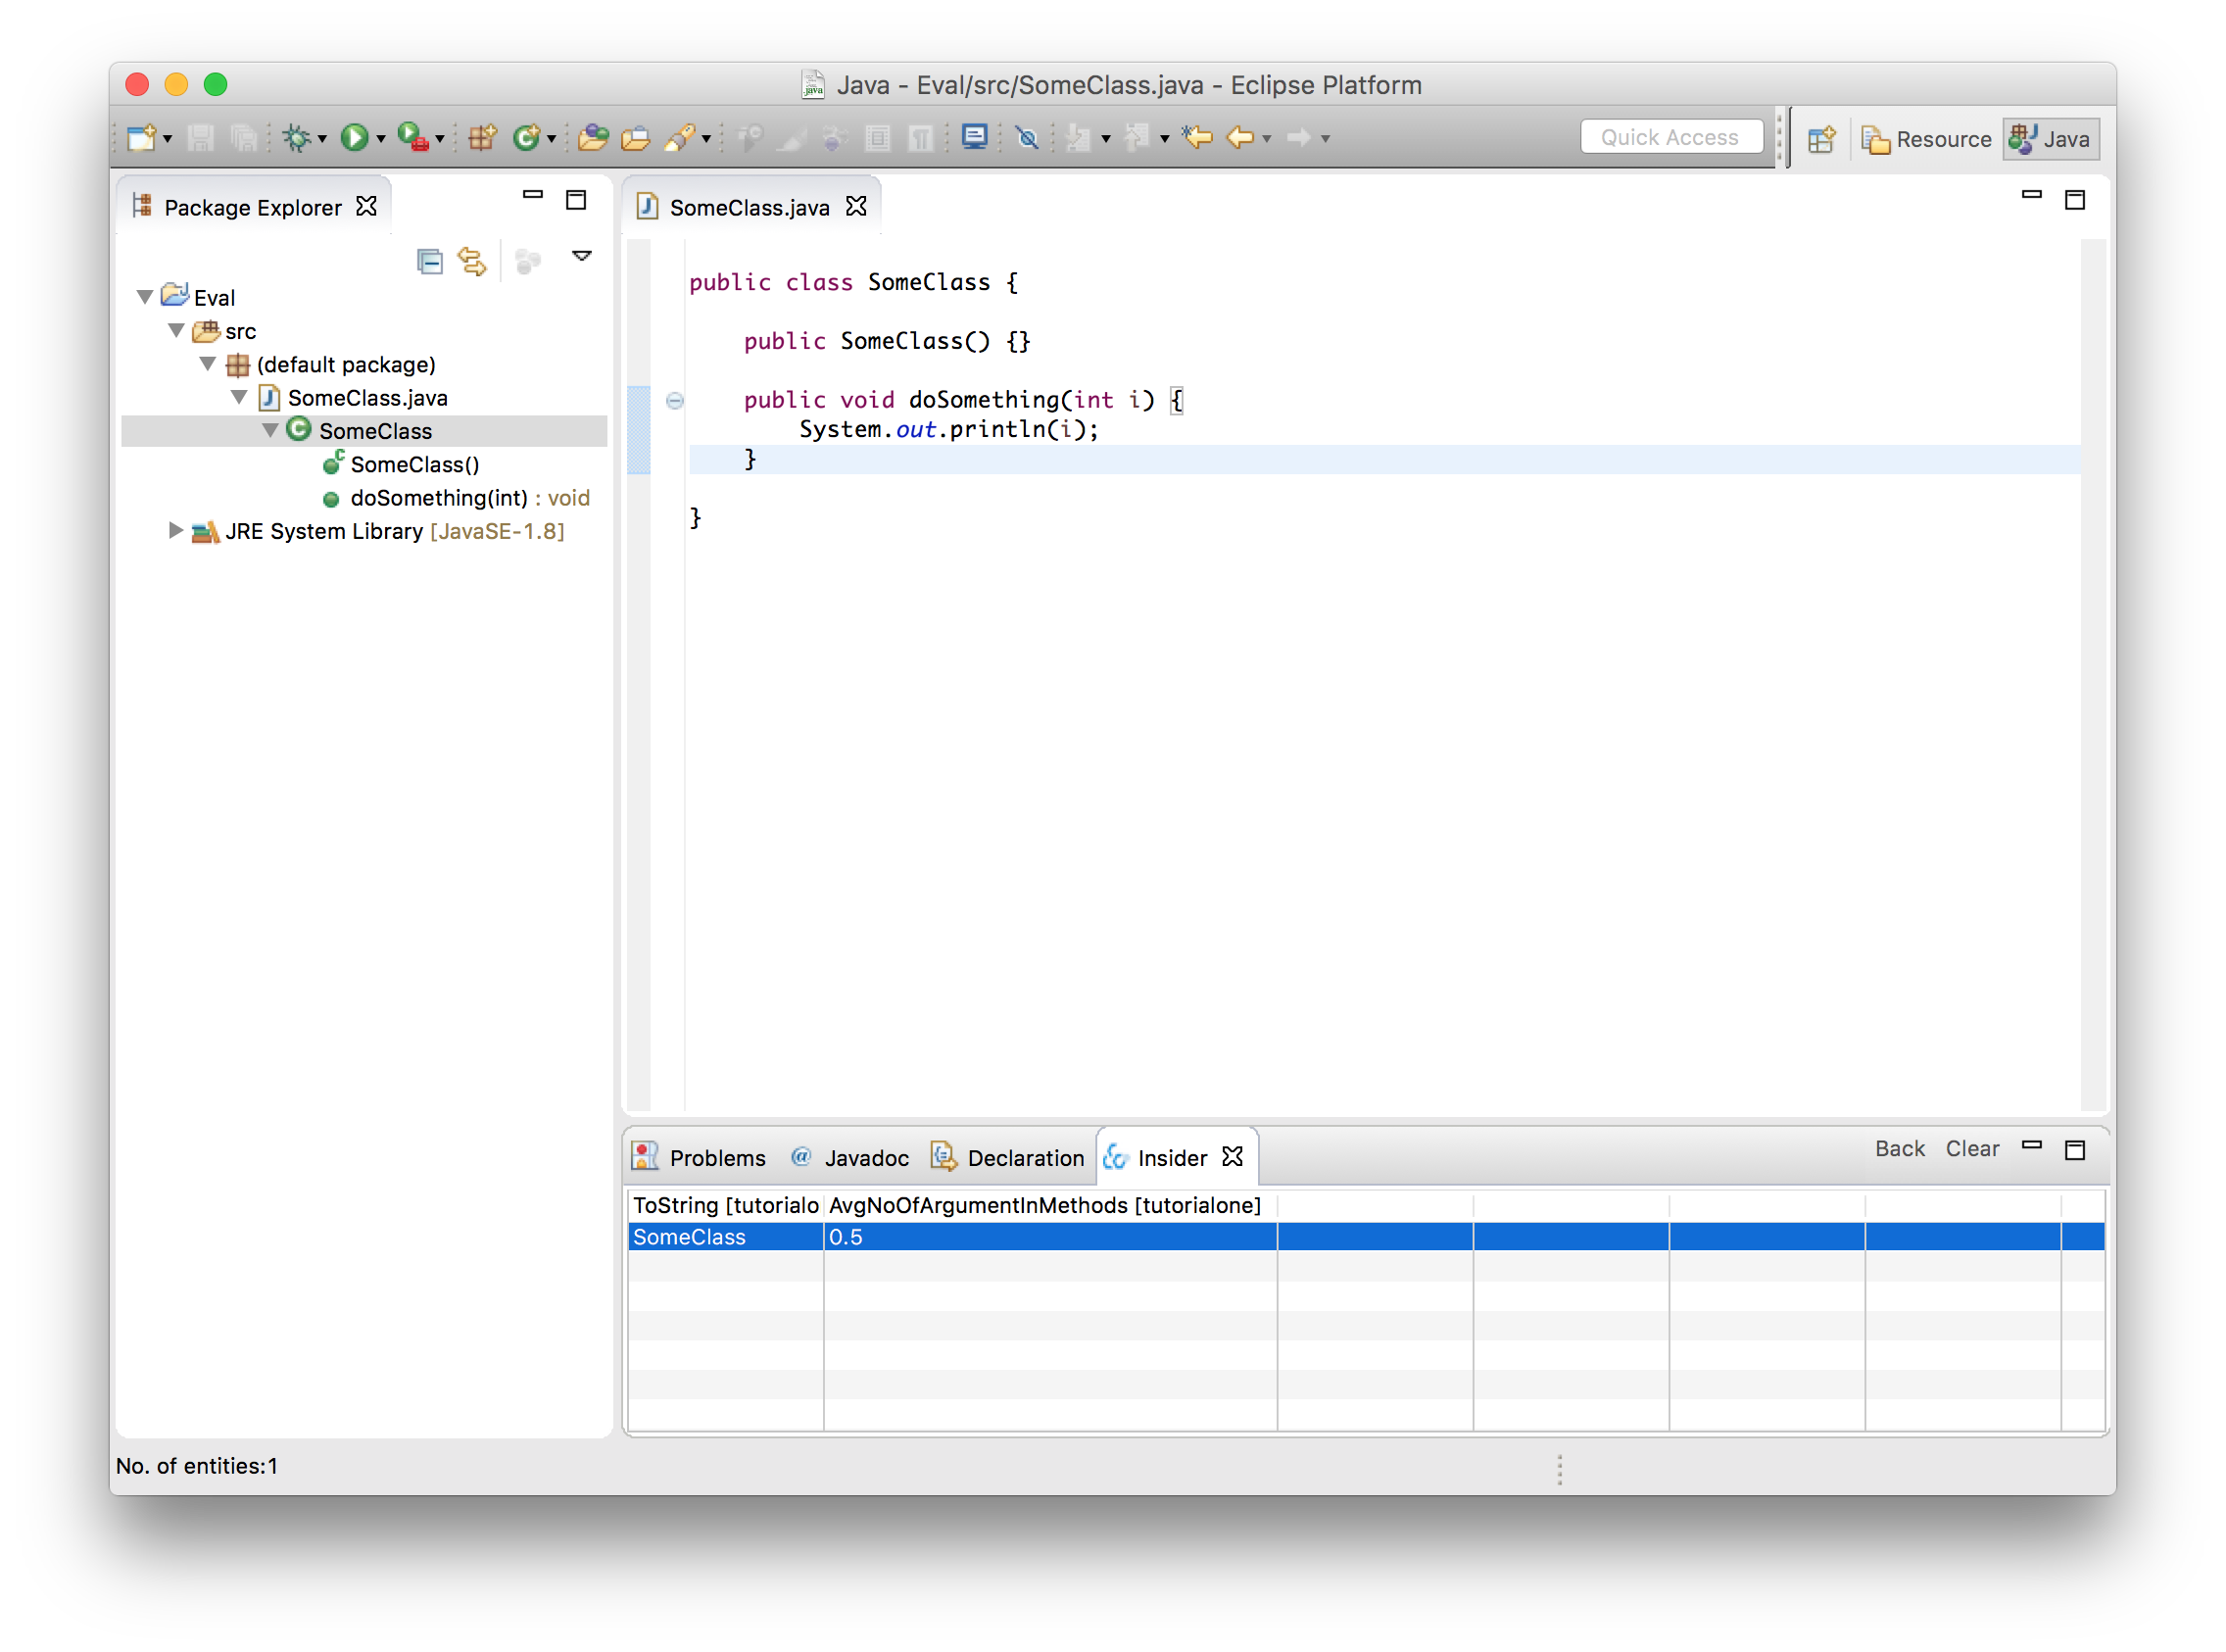 Java - Eval/src/SomeClass.java - Eclipse Platform
Quick Access
Resource
Java
Package Explorer
Eval
src
(default package)
SomeClass.java
SomeClass
SomeClass()
doSomething(int) : void
JRE System Library [JavaSE-1.8]
SomeClass.java
public class SomeClass {
public SomeClass() {}
public void doSomething(int i) {
System.out.println(i);
}
}
Problems
Javadoc
Declaration
Insider
Back
Clear
ToString [tutorialo
AvgNoOfArgumentInMethods [tutorialone]
SomeClass
0.5
No. of entities:1